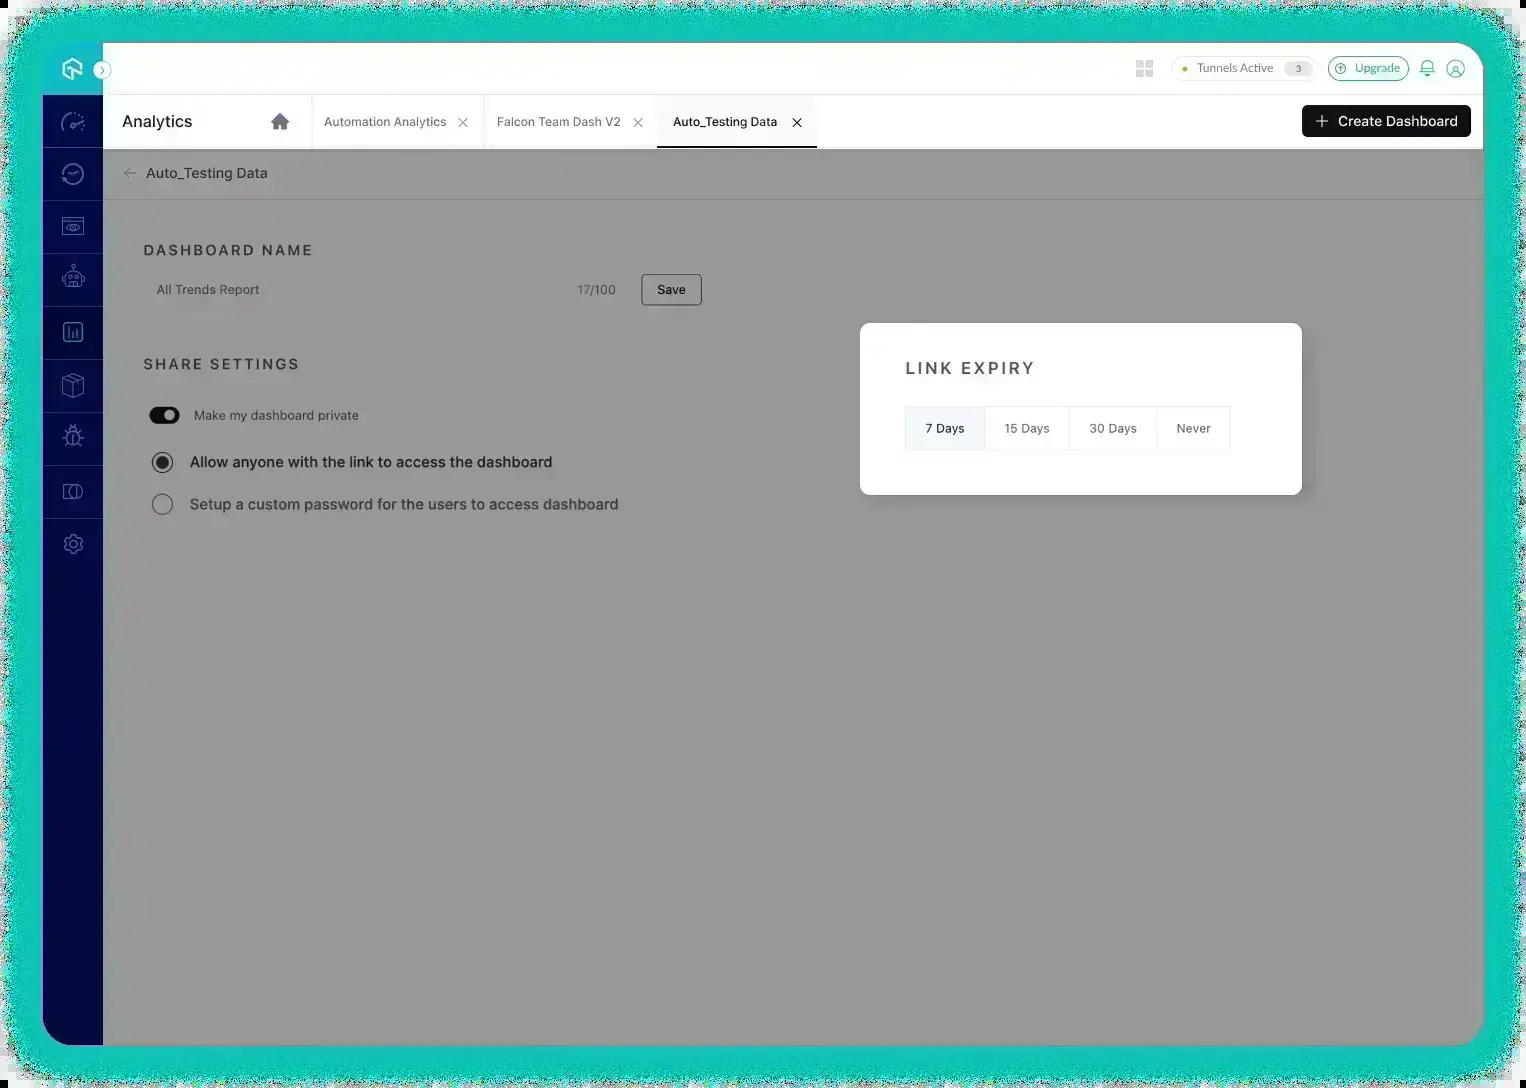 Tunnels Active 3 Upgrade
Analytics Automation Analytics Falcon Team Dash V2 Auto_Testing Data Create Dashboard
Auto_Testing Data
DASHBOARD NAME
All Trends Report 17/100 Save
SHARE SETTINGS
Make my dashboard private
Allow anyone with the link to access the dashboard
Setup a custom password for the users to access dashboard
LINK EXPIRY
7 Days 15 Days 30 Days Never